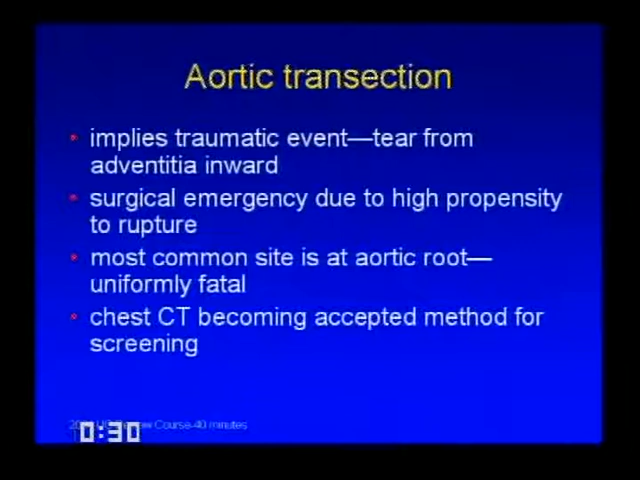 Aortic transection
• implies traumatic event—tear from
adventitia inward
• surgical emergency due to high propensity
to rupture
• most common site is at aortic root—
uniformly fatal
• chest CT becoming accepted method for
screening
Course-40 minutes
0:30